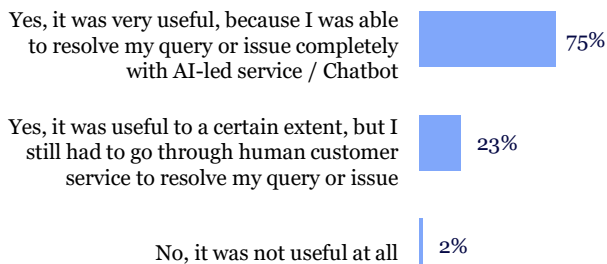 Yes, it was very useful, because I was able
to resolve my query or issue completely
with AI-led service / Chatbot
75%
Yes, it was useful to a certain extent, but I
still had to go through human customer
service to resolve my query or issue
23%
No, it was not useful at all
2%